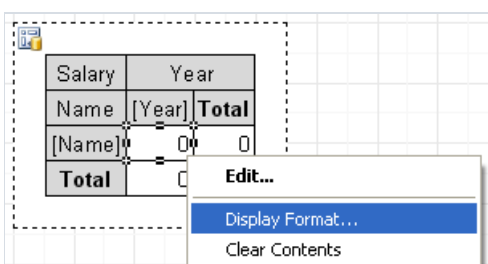 Salary Year
Name [Year] Total
[Name] 0 0
Total 0
Edit...
Display Format...
Clear Contents